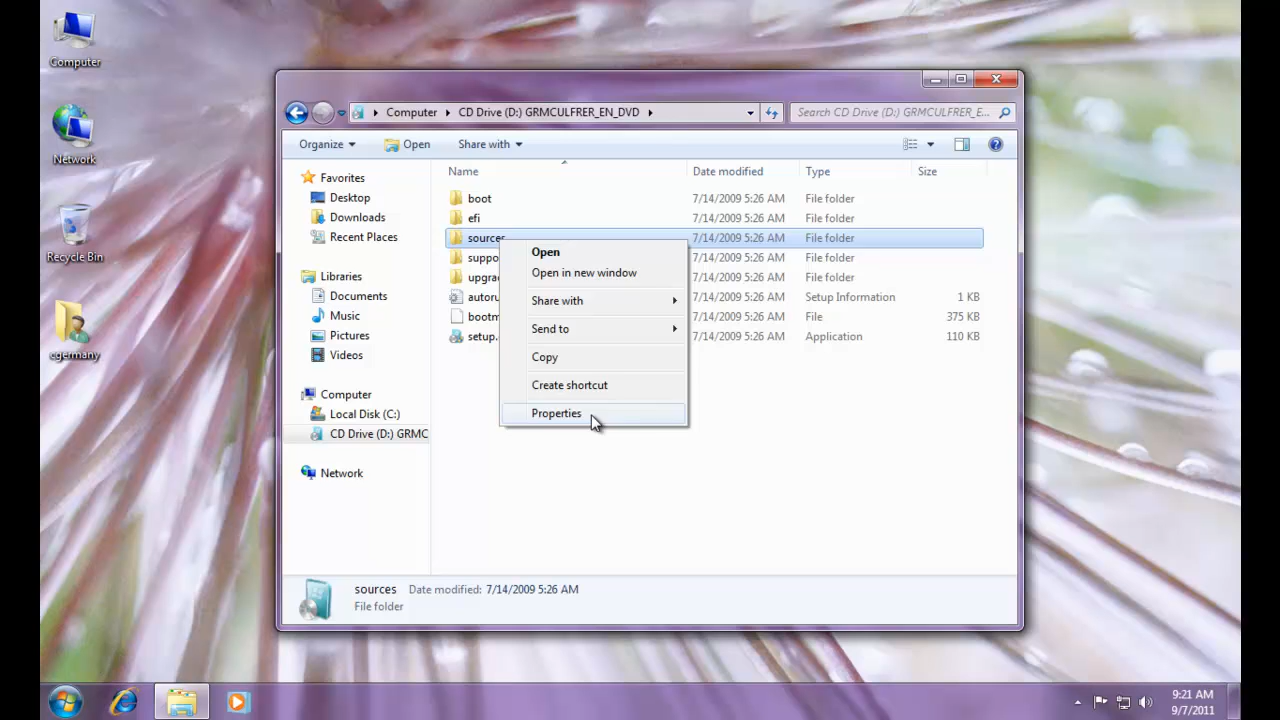 Computer
Network
Recycle Bin
cgermany
Computer CD Drive (D:) GRMCULFRER_EN_DVD
Search CD Drive (D:) GRMCULFRER_E...
Organize Open Share with
Favorites
Desktop
Downloads
Recent Places
Libraries
Documents
Music
Pictures
Videos
Computer
Local Disk (C:)
CD Drive (D:) GRMC
Network
Name Date modified Type Size
boot 7/14/2009 5:26 AM File folder
efi 7/14/2009 5:26 AM File folder
sources 7/14/2009 5:26 AM File folder
suppo 7/14/2009 5:26 AM File folder
upgra 7/14/2009 5:26 AM File folder
autoru 7/14/2009 5:26 AM Setup Information 1 KB
bootm 7/14/2009 5:26 AM File 375 KB
setup. 7/14/2009 5:26 AM Application 110 KB
Open
Open in new window
Share with
Send to
Copy
Create shortcut
Properties
sources Date modified: 7/14/2009 5:26 AM
File folder
9:21 AM
9/7/2011